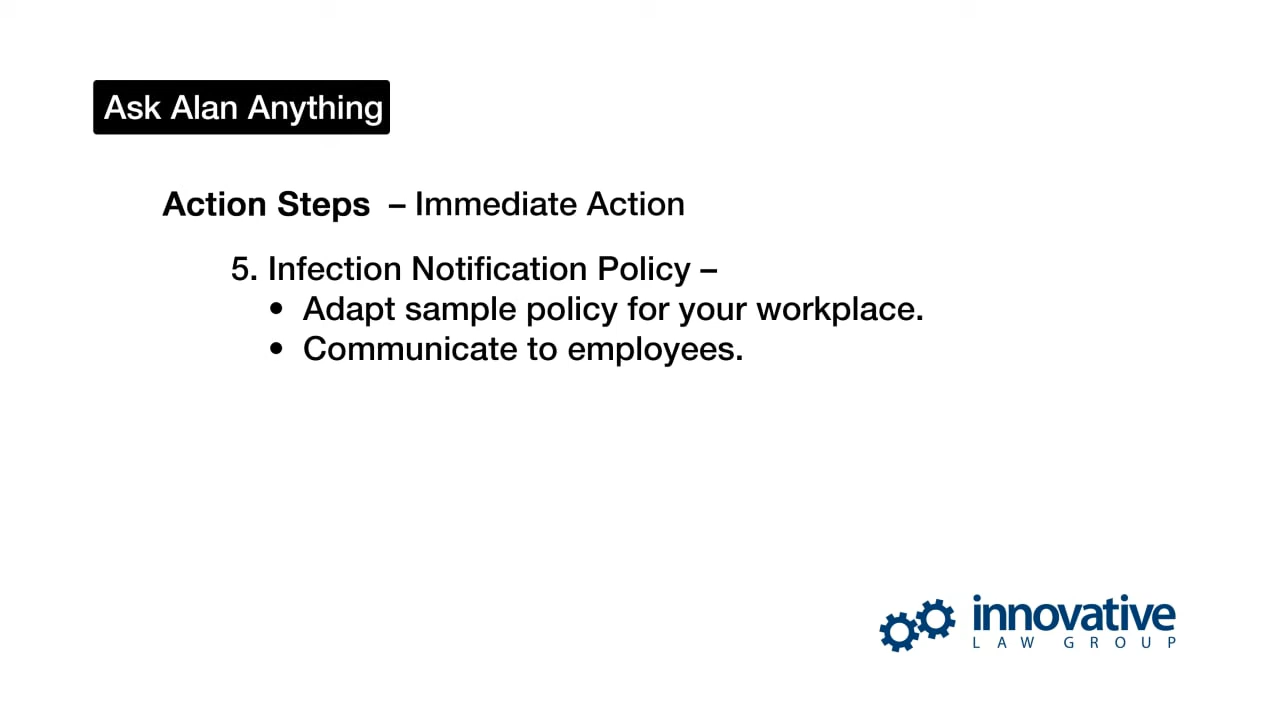 Ask Alan Anything
Action Steps – Immediate Action
5. Infection Notification Policy –
• Adapt sample policy for your workplace.
• Communicate to employees.
innovative
LAW GROUP